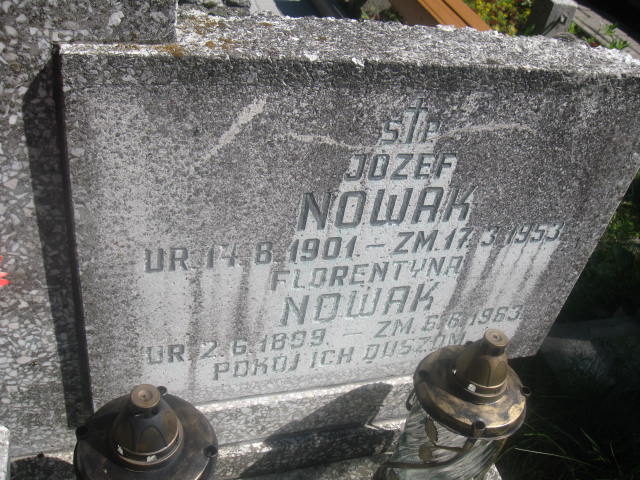 Ś†P
JÓZEF
NOWAK
UR. 14.8.1901 - ZM. 17.3.1953
FLORENTYNA
NOWAK
UR. 2.6.1899. - ZM. 6.6.1963
POKÓJ ICH DUSZOM